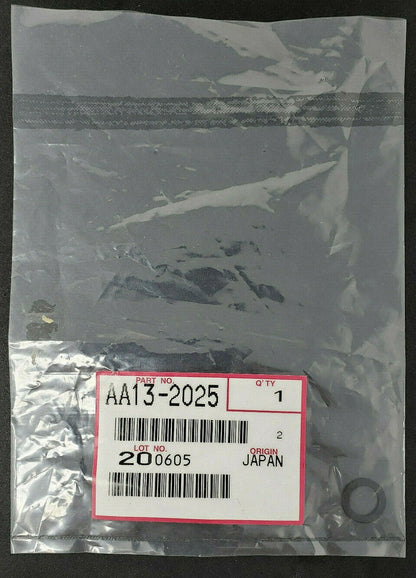 PART NO.
Q'TY
AA13-2025
1
2
LOT NO.
ORIGIN
200605
JAPAN